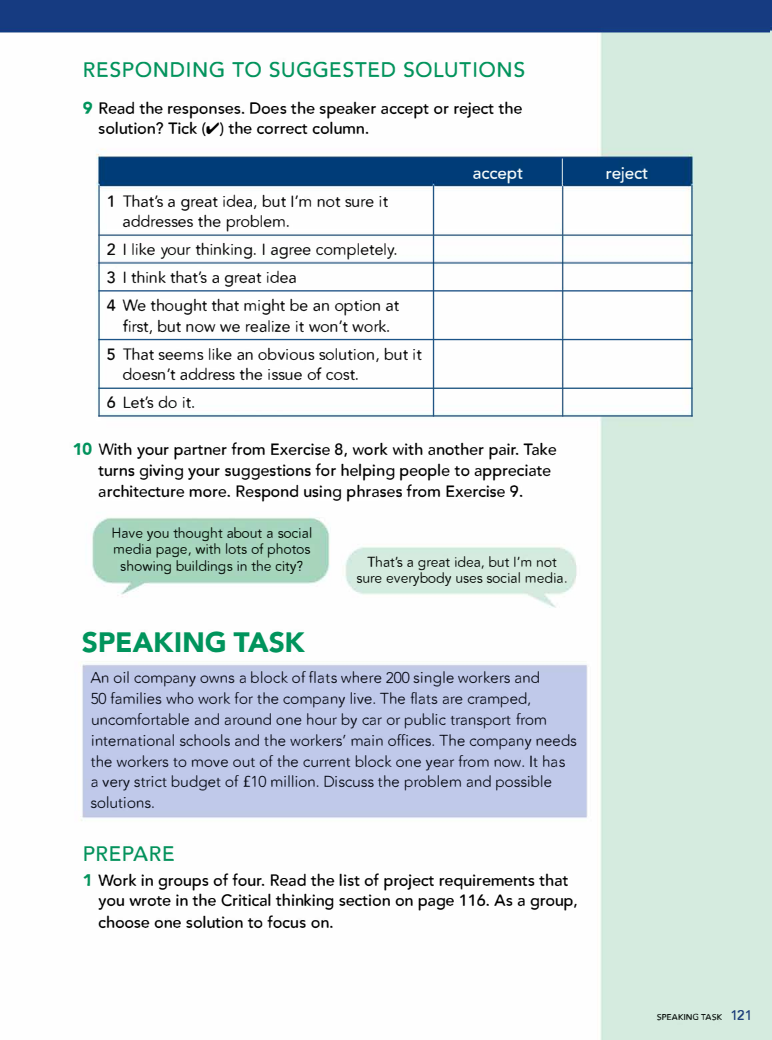 RESPONDING TO SUGGESTED SOLUTIONS
9 Read the responses. Does the speaker accept or reject the
solution? Tick (✔) the correct column.
accept reject
1 That's a great idea, but I'm not sure it
addresses the problem.
2 I like your thinking. I agree completely.
3 I think that's a great idea
4 We thought that might be an option at
first, but now we realize it won't work.
5 That seems like an obvious solution, but it
doesn't address the issue of cost.
6 Let's do it.
10 With your partner from Exercise 8, work with another pair. Take
turns giving your suggestions for helping people to appreciate
architecture more. Respond using phrases from Exercise 9.
Have you thought about a social
media page, with lots of photos
showing buildings in the city?
That's a great idea, but I'm not
sure everybody uses social media.
SPEAKING TASK
An oil company owns a block of flats where 200 single workers and
50 families who work for the company live. The flats are cramped,
uncomfortable and around one hour by car or public transport from
international schools and the workers' main offices. The company needs
the workers to move out of the current block one year from now. It has
a very strict budget of £10 million. Discuss the problem and possible
solutions.
PREPARE
1 Work in groups of four. Read the list of project requirements that
you wrote in the Critical thinking section on page 116. As a group,
choose one solution to focus on.
SPEAKING TASK 121